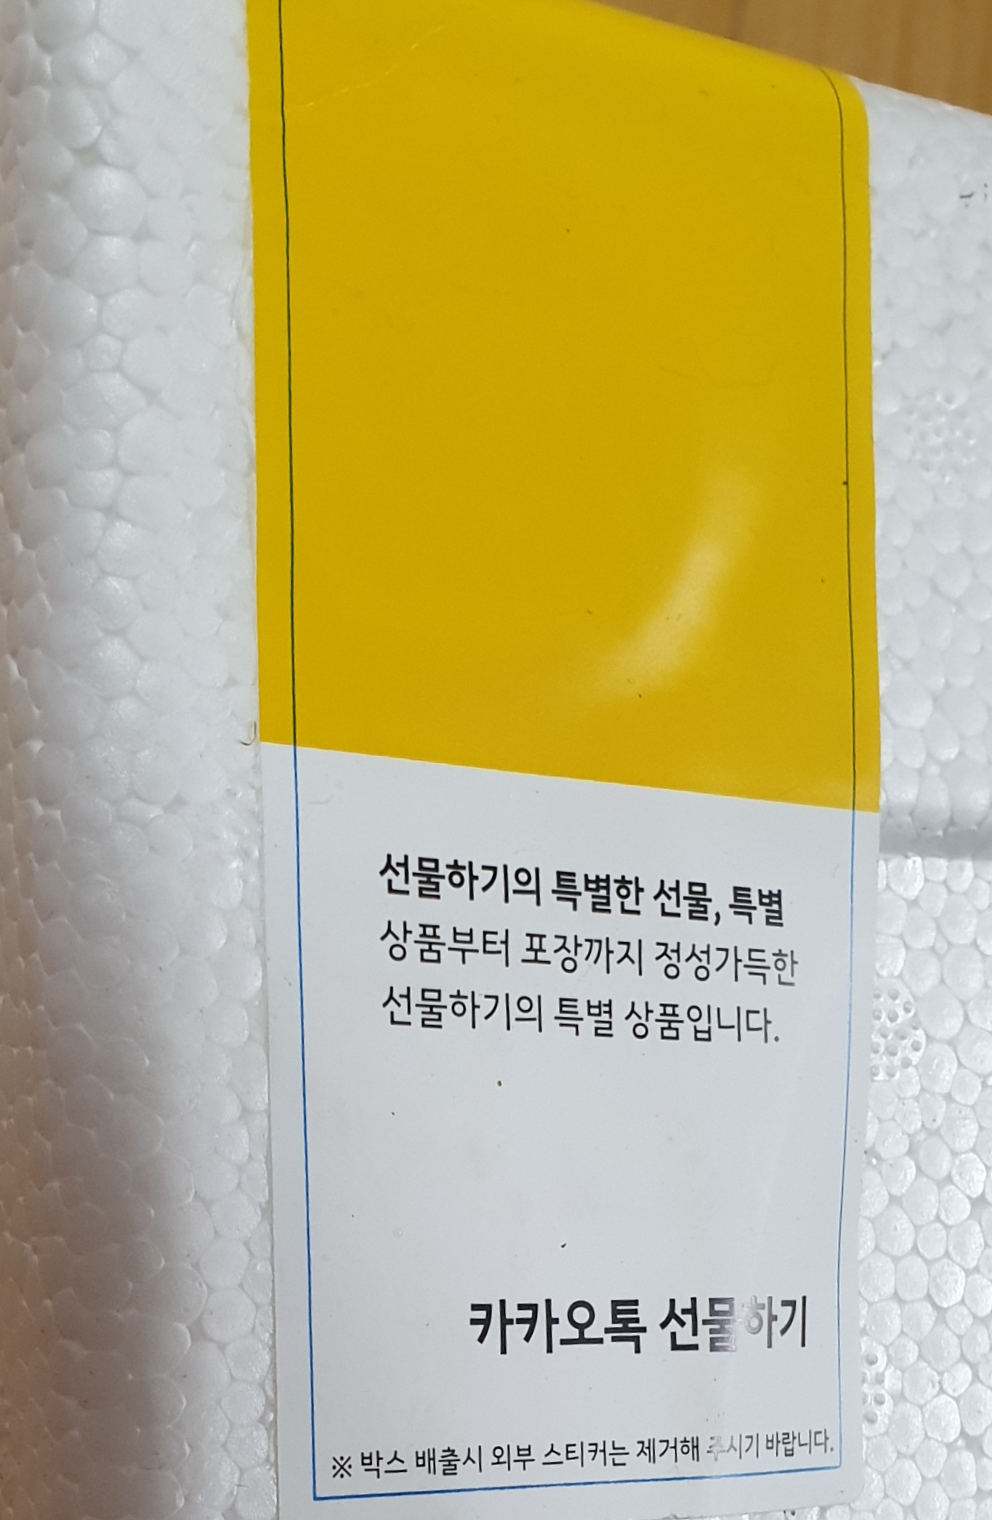 선물하기의 특별한 선물, 특별
상품부터 포장까지 정성가득한
선물하기의 특별 상품입니다.
카카오톡 선물하기
※ 박스 배출시 외부 스티커는 제거해 주시기 바랍니다.